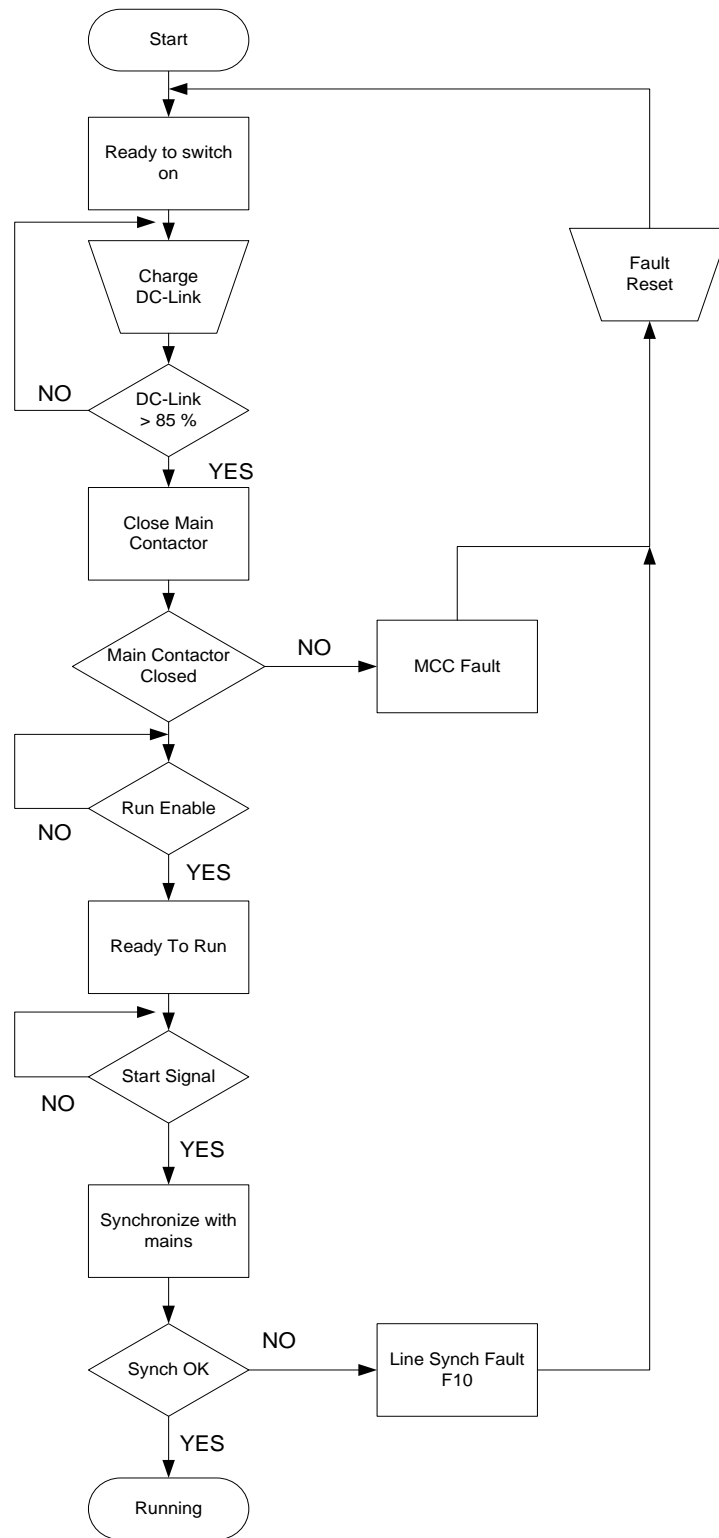 Start
Ready to switch
on
Charge
DC-Link
Fault
Reset
NO
DC-Link
> 85 %
YES
Close Main
Contactor
Main Contactor
Closed
NO
MCC Fault
Run Enable
NO
YES
Ready To Run
Start Signal
NO
YES
Synchronize with
mains
Synch OK
NO
Line Synch Fault
F10
YES
Running